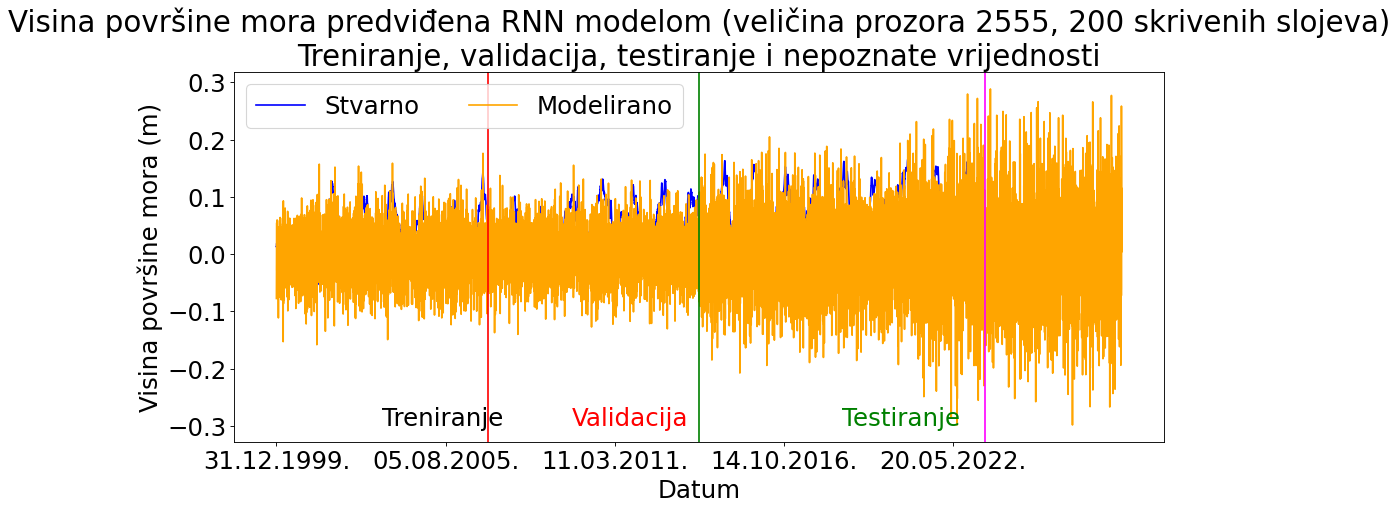 Visina površine mora predviđena RNN modelom (veličina prozora 2555, 200 skrivenih slojeva)
Treniranje, validacija, testiranje i nepoznate vrijednosti
Stvarno Modelirano
Visina površine mora (m)
0.3
0.2
0.1
0.0
−0.1
−0.2
−0.3
Treniranje Validacija Testiranje
31.12.1999. 05.08.2005. 11.03.2011. 14.10.2016. 20.05.2022.
Datum